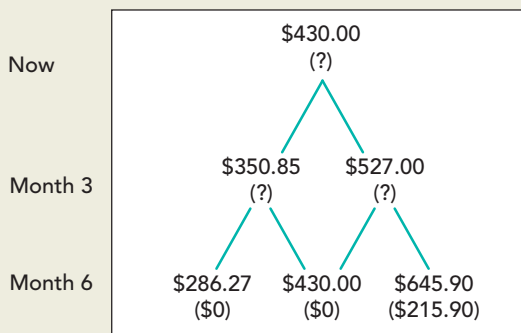 $430.00
Now
(?)
$350.85 $527.00
Month 3
(?) (?)
Month 6
$286.27 $430.00 $645.90
($0) ($0) ($215.90)